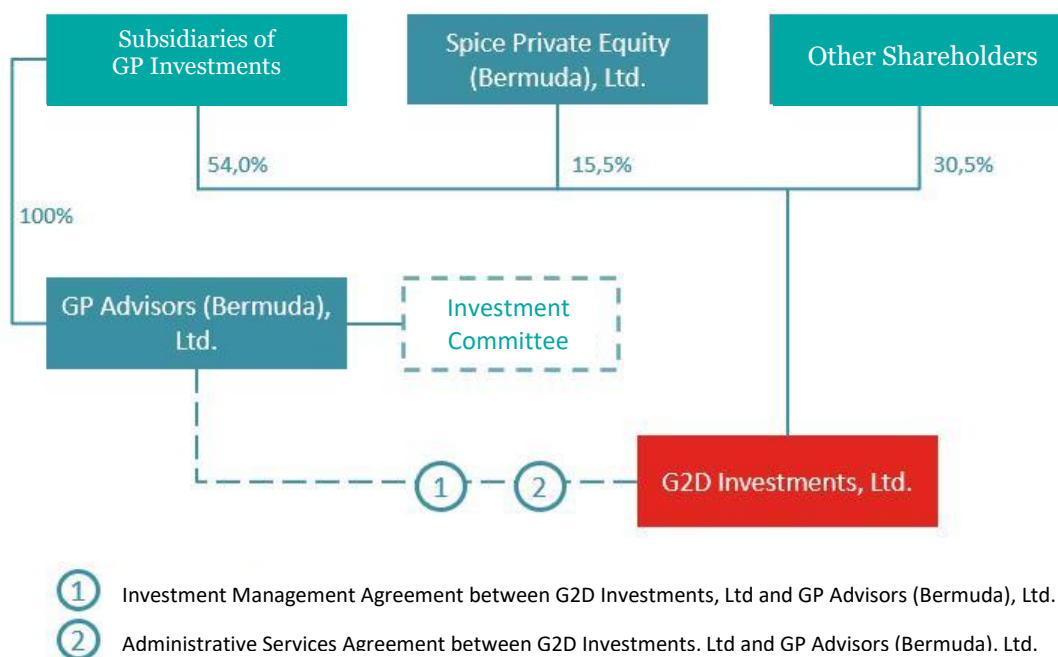 Subsidiaries of
GP Investments
Spice Private Equity
(Bermuda), Ltd.
Other Shareholders
54,0%
15,5%
30,5%
100%
GP Advisors (Bermuda),
Ltd.
Investment
Committee
1
2
G2D Investments, Ltd.
1 Investment Management Agreement between G2D Investments, Ltd and GP Advisors (Bermuda), Ltd.
2 Administrative Services Agreement between G2D Investments, Ltd and GP Advisors (Bermuda), Ltd.